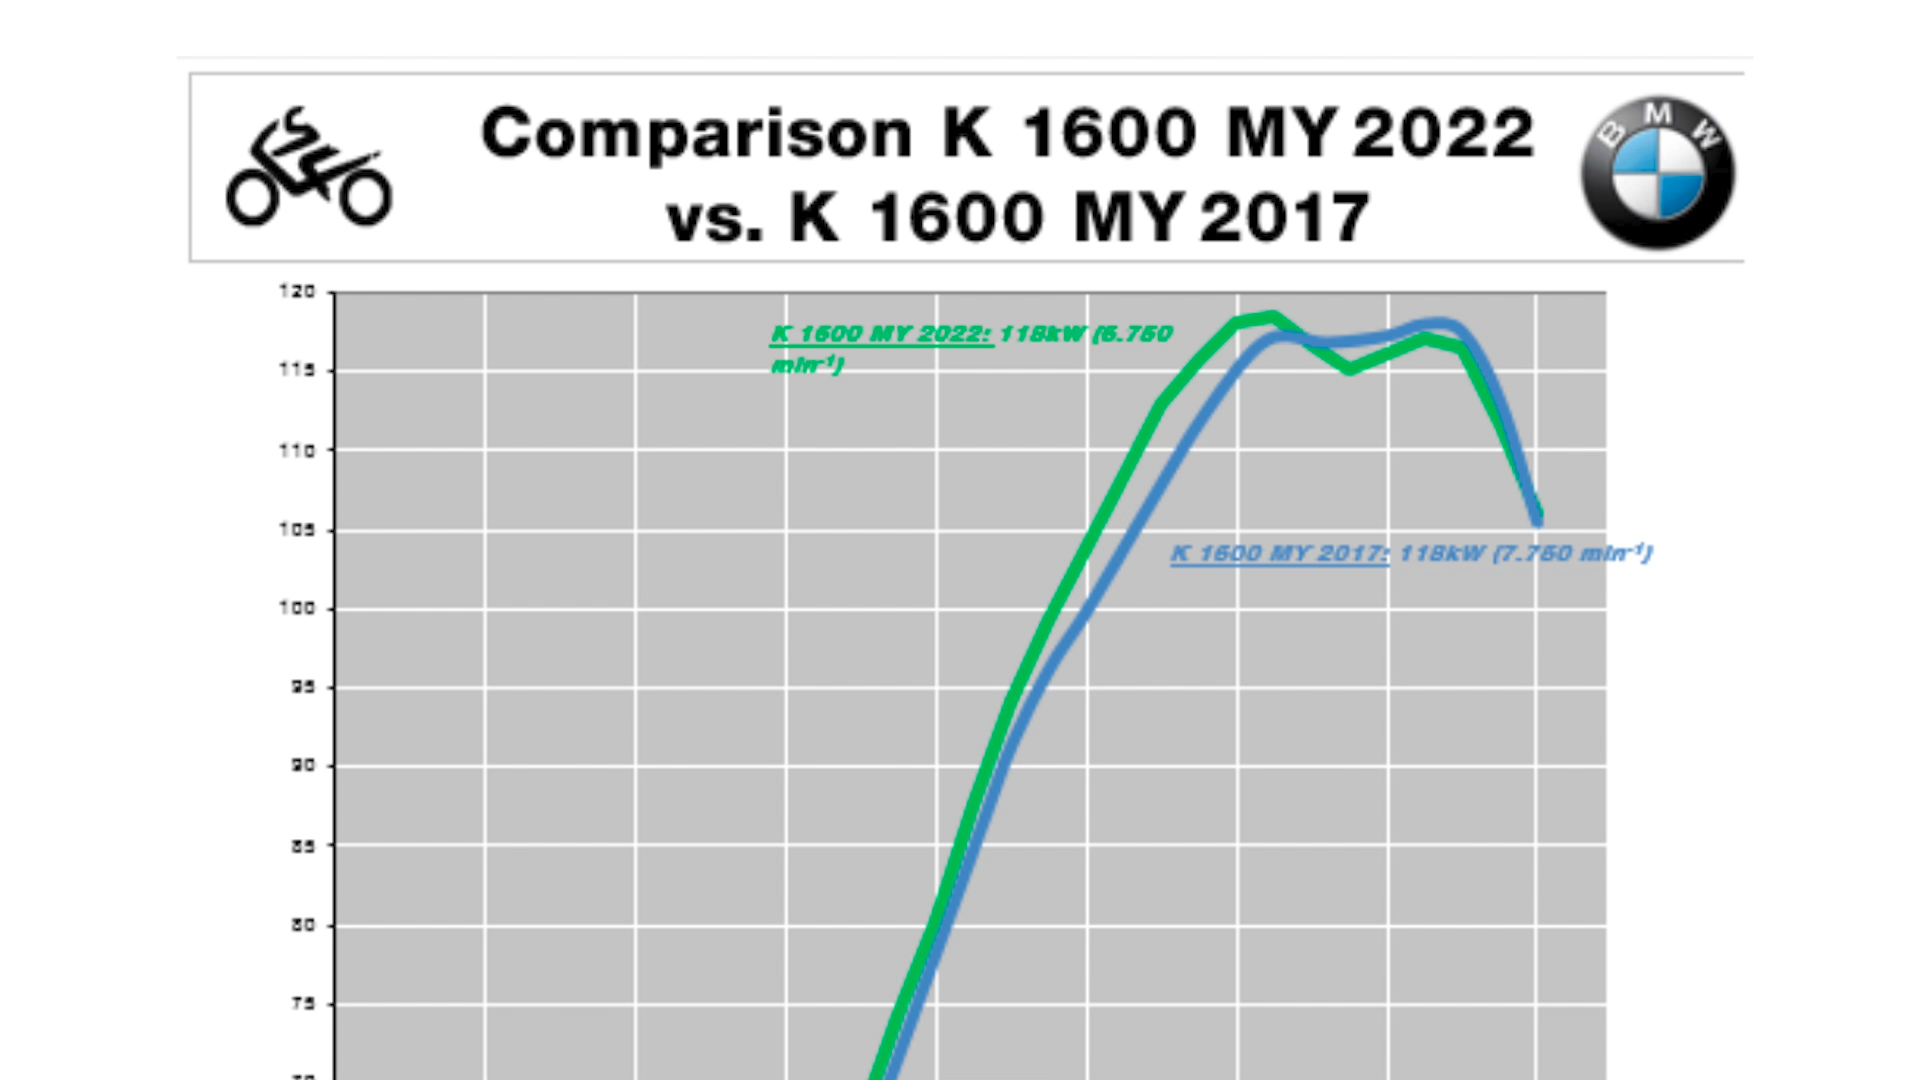 Comparison K 1600 MY 2022
vs. K 1600 MY 2017
B M W
120
K 1600 MY 2022: 118kW (6.750
min⁻¹)
115
110
105
K 1600 MY 2017: 118kW (7.750 min⁻¹)
100
95
90
85
80
75